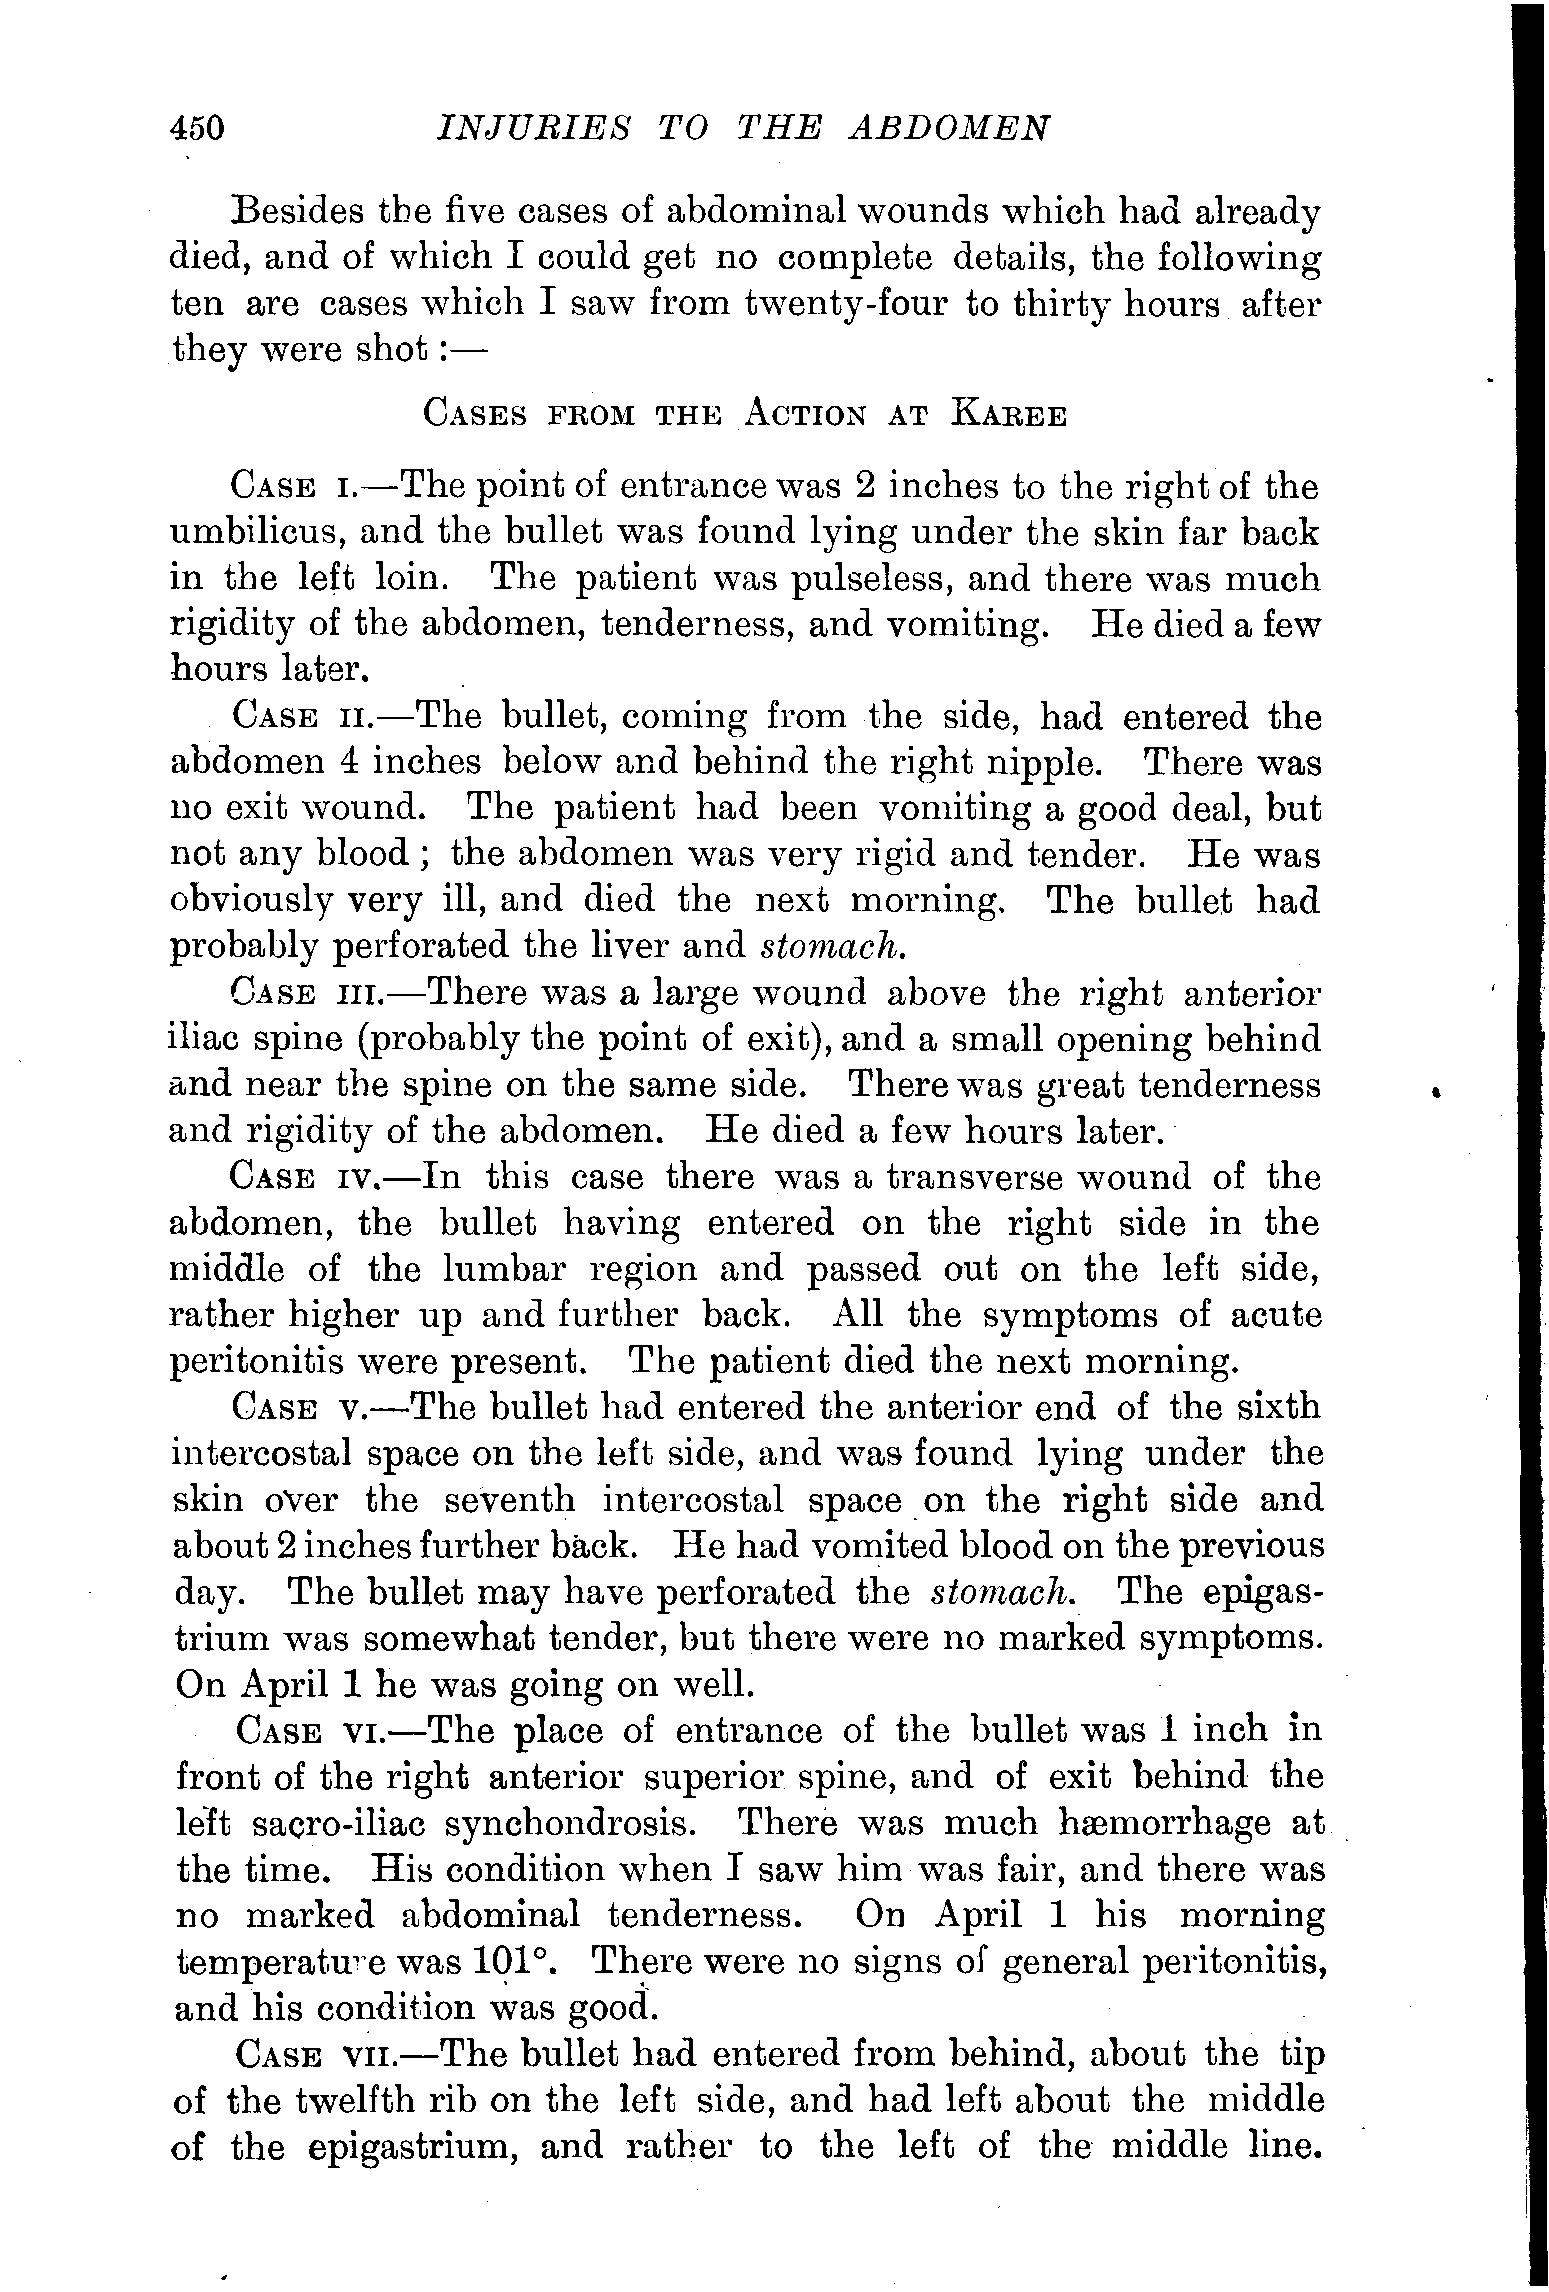 450 INJURIES TO THE ABDOMEN
Besides the five cases of abdominal wounds which had already
died, and of which I could get no complete details, the following
ten are cases which I saw from twenty-four to thirty hours after
they were shot :—
CASES FROM THE ACTION AT KAREE
CASE I.—The point of entrance was 2 inches to the right of the
umbilicus, and the bullet was found lying under the skin far back
in the left loin. The patient was pulseless, and there was much
rigidity of the abdomen, tenderness, and vomiting. He died a few
hours later.
CASE II.—The bullet, coming from the side, had entered the
abdomen 4 inches below and behind the right nipple. There was
no exit wound. The patient had been vomiting a good deal, but
not any blood ; the abdomen was very rigid and tender. He was
obviously very ill, and died the next morning. The bullet had
probably perforated the liver and stomach.
CASE III.—There was a large wound above the right anterior
iliac spine (probably the point of exit), and a small opening behind
and near the spine on the same side. There was great tenderness
and rigidity of the abdomen. He died a few hours later.
CASE IV.—In this case there was a transverse wound of the
abdomen, the bullet having entered on the right side in the
middle of the lumbar region and passed out on the left side,
rather higher up and further back. All the symptoms of acute
peritonitis were present. The patient died the next morning.
CASE V.—The bullet had entered the anterior end of the sixth
intercostal space on the left side, and was found lying under the
skin over the seventh intercostal space on the right side and
about 2 inches further back. He had vomited blood on the previous
day. The bullet may have perforated the stomach. The epigas-
trium was somewhat tender, but there were no marked symptoms.
On April 1 he was going on well.
CASE VI.—The place of entrance of the bullet was 1 inch in
front of the right anterior superior spine, and of exit behind the
left sacro-iliac synchondrosis. There was much hæmorrhage at
the time. His condition when I saw him was fair, and there was
no marked abdominal tenderness. On April 1 his morning
temperature was 101°. There were no signs of general peritonitis,
and his condition was good.
CASE VII.—The bullet had entered from behind, about the tip
of the twelfth rib on the left side, and had left about the middle
of the epigastrium, and rather to the left of the middle line.